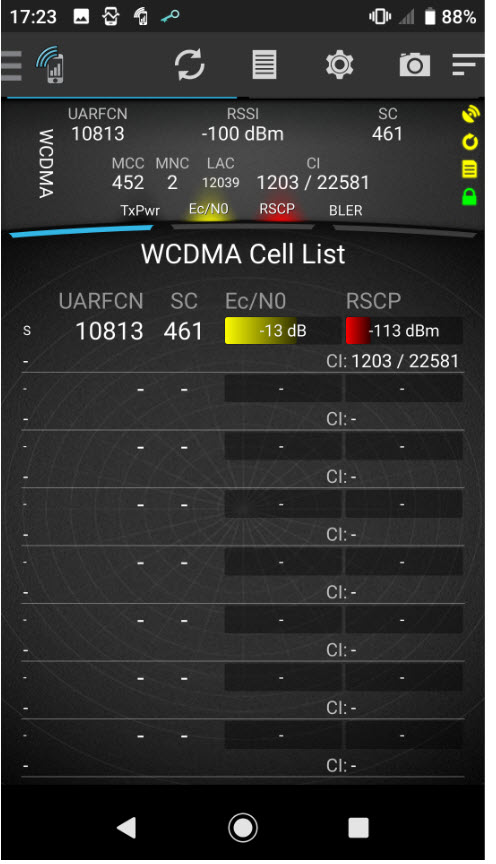 17:23 88%
UARFCN RSSI SC
10813 -100 dBm 461
WCDMA
MCC MNC LAC CI
452 2 12039 1203 / 22581
TxPwr Ec/N0 RSCP BLER
WCDMA Cell List
UARFCN SC Ec/N0 RSCP
S 10813 461 -13 dB -113 dBm
- CI: 1203 / 22581
- - - - -
- CI: -
- - - - -
- CI: -
- - - - -
- CI: -
- - - - -
- CI: -
- - - - -
- CI: -
- - - - -
- CI: -
- - - - -
- CI: -